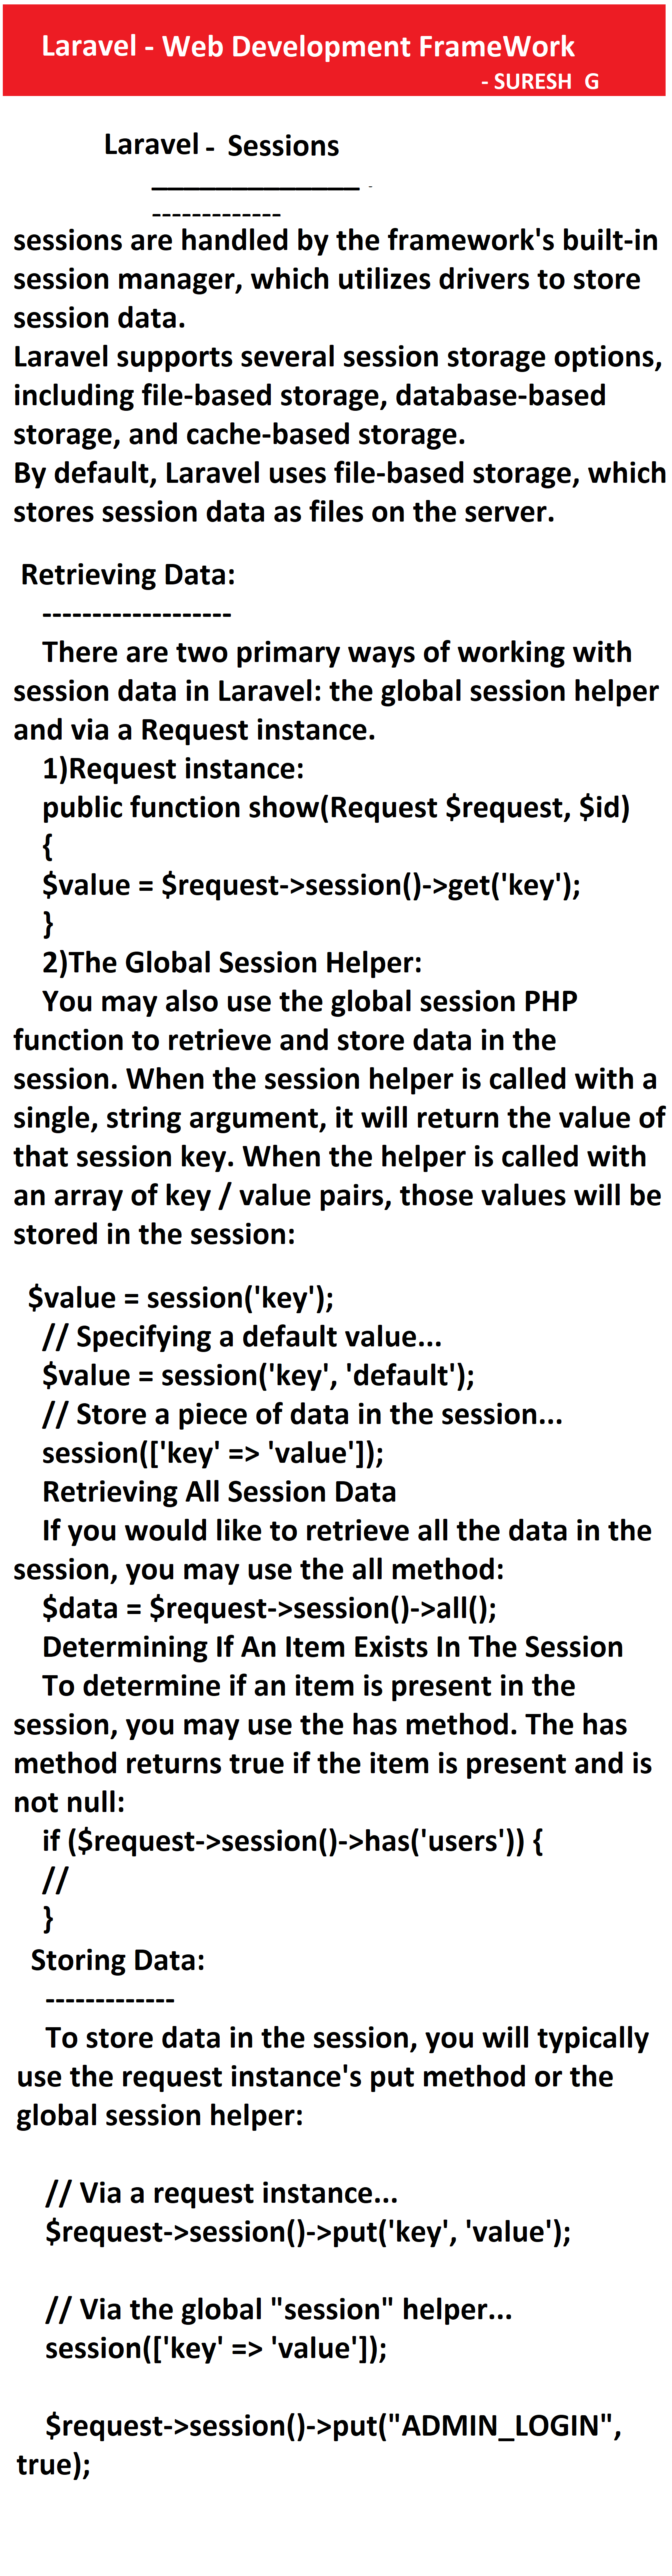 Laravel - Web Development FrameWork
- SURESH G
Laravel - Sessions
_____________ -
-------------
sessions are handled by the framework's built-in
session manager, which utilizes drivers to store
session data.
Laravel supports several session storage options,
including file-based storage, database-based
storage, and cache-based storage.
By default, Laravel uses file-based storage, which
stores session data as files on the server.
Retrieving Data:
-------------------
There are two primary ways of working with
session data in Laravel: the global session helper
and via a Request instance.
1)Request instance:
public function show(Request $request, $id)
{
$value = $request->session()->get('key');
}
2)The Global Session Helper:
You may also use the global session PHP
function to retrieve and store data in the
session. When the session helper is called with a
single, string argument, it will return the value of
that session key. When the helper is called with
an array of key / value pairs, those values will be
stored in the session:
$value = session('key');
// Specifying a default value...
$value = session('key', 'default');
// Store a piece of data in the session...
session(['key' => 'value']);
Retrieving All Session Data
If you would like to retrieve all the data in the
session, you may use the all method:
$data = $request->session()->all();
Determining If An Item Exists In The Session
To determine if an item is present in the
session, you may use the has method. The has
method returns true if the item is present and is
not null:
if ($request->session()->has('users')) {
//
}
Storing Data:
-------------
To store data in the session, you will typically
use the request instance's put method or the
global session helper:
// Via a request instance...
$request->session()->put('key', 'value');
// Via the global "session" helper...
session(['key' => 'value']);
$request->session()->put("ADMIN_LOGIN",
true);